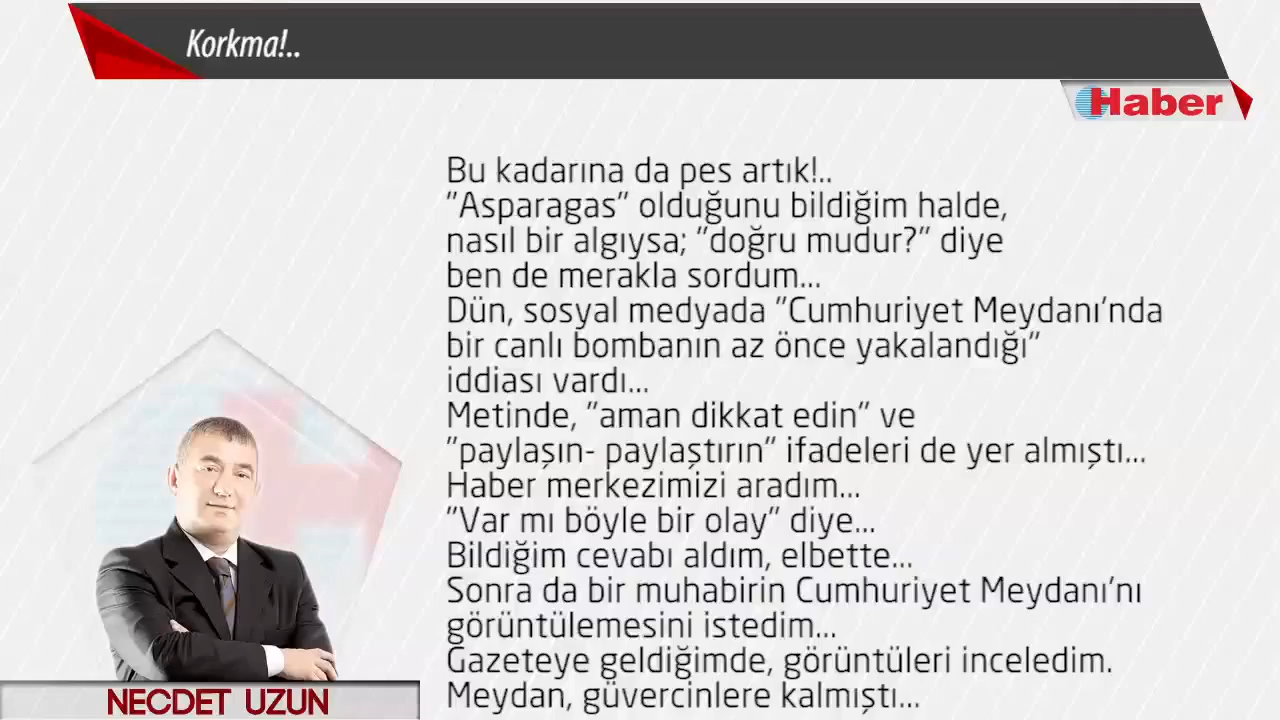 Korkma!..
Haber
Bu kadarına da pes artık!..
"Asparagas" olduğunu bildiğim halde,
nasıl bir algıysa; "doğru mudur?" diye
ben de merakla sordum...
Dün, sosyal medyada "Cumhuriyet Meydanı'nda
bir canlı bombanın az önce yakalandığı"
iddiası vardı...
Metinde, "aman dikkat edin" ve
"paylaşın- paylaştırın" ifadeleri de yer almıştı...
Haber merkezimizi aradım...
"Var mı böyle bir olay" diye...
Bildiğim cevabı aldım, elbette...
Sonra da bir muhabirin Cumhuriyet Meydanı'nı
görüntülemesini istedim...
Gazeteye geldiğimde, görüntüleri inceledim.
Meydan, güvercinlere kalmıştı...
NECDET UZUN